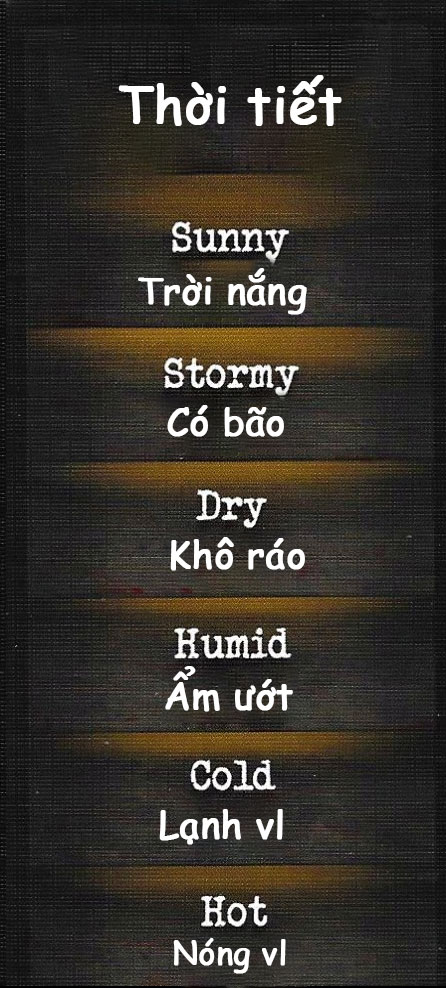 Thời tiết
Sunny
Trời nắng
Stormy
Có bão
Dry
Khô ráo
Humid
Ẩm ướt
Cold
Lạnh vl
Hot
Nóng vl